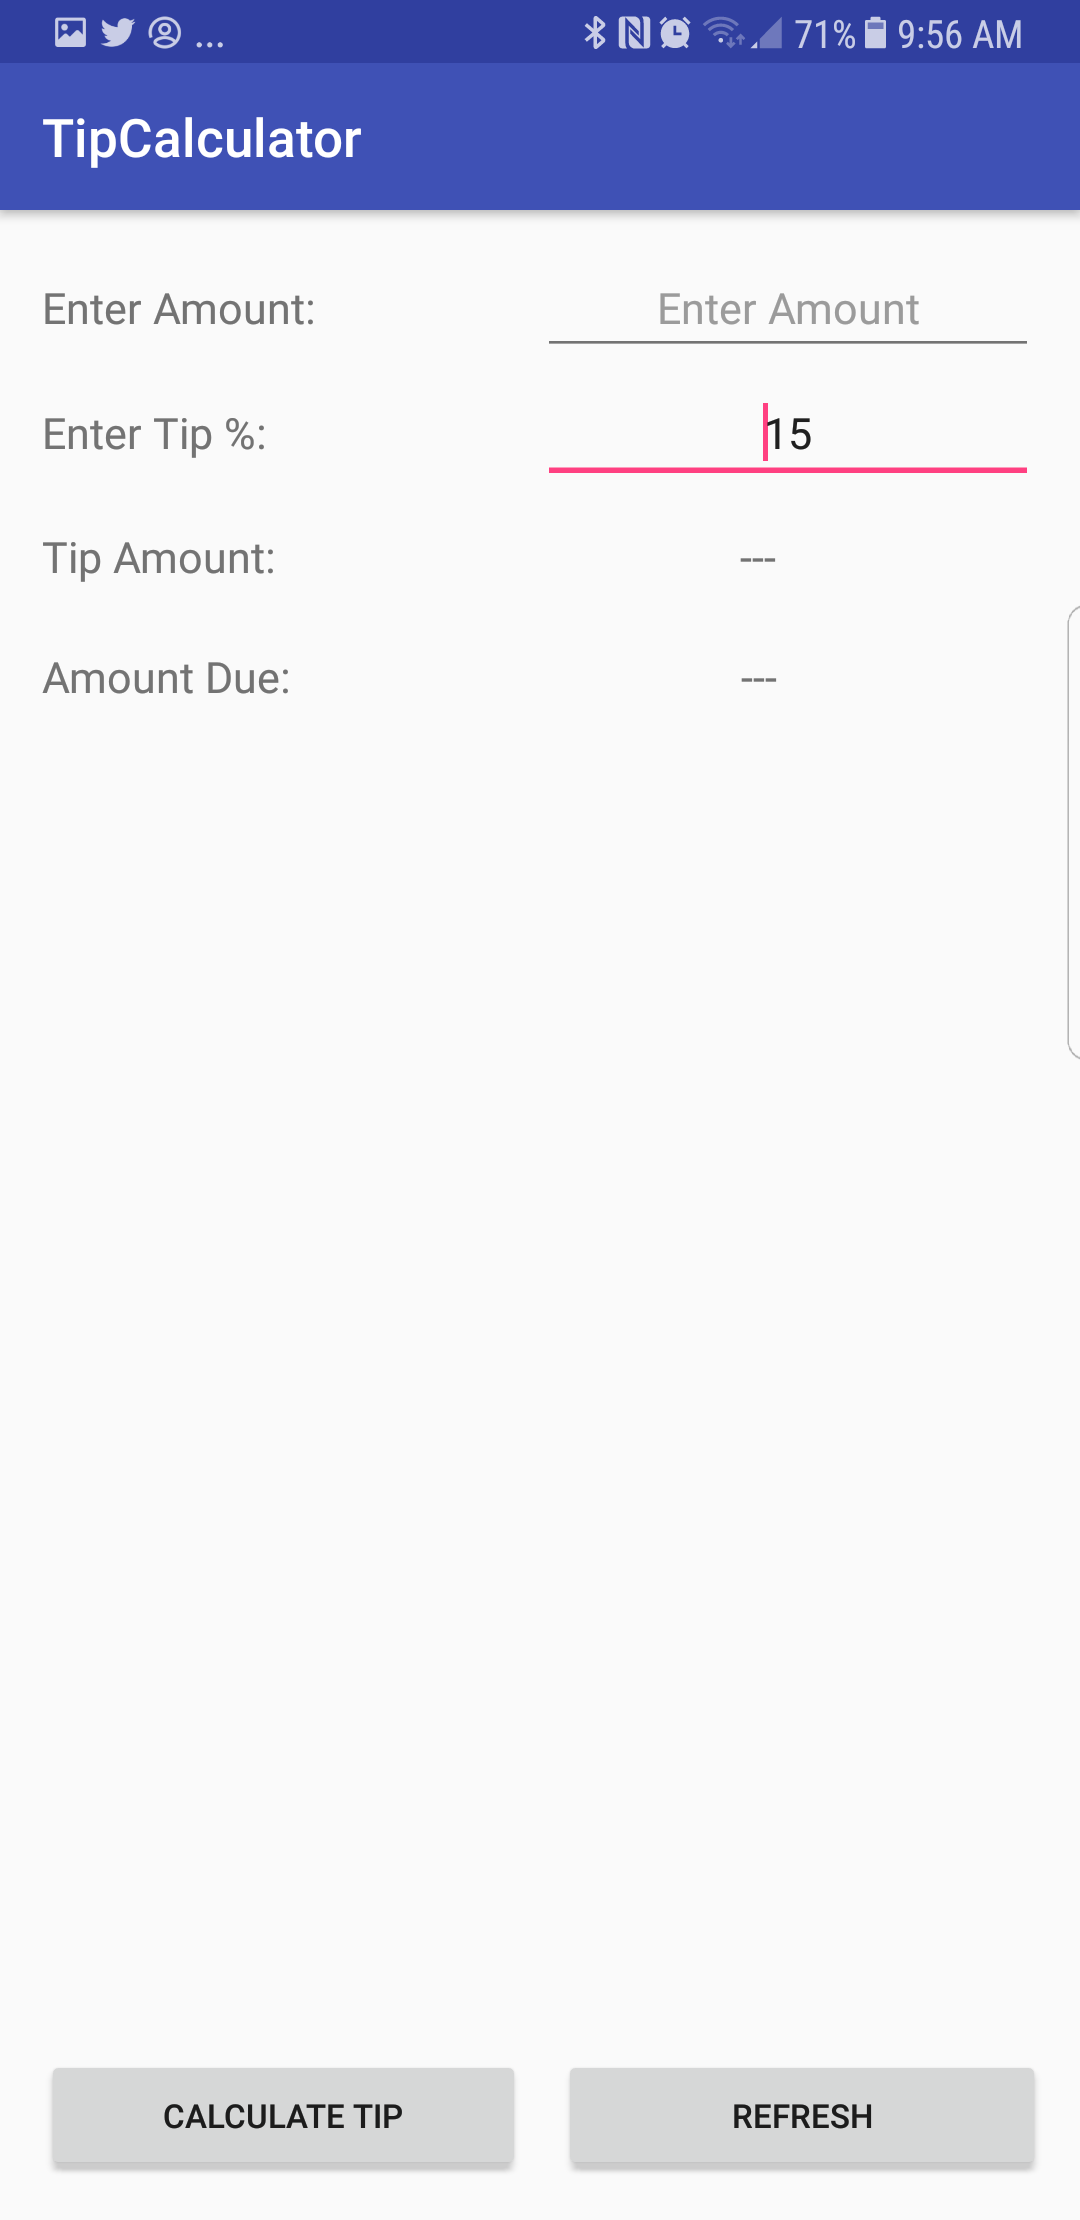 ... 71% 9:56 AM
TipCalculator
Enter Amount: Enter Amount
Enter Tip %: 15
Tip Amount: ---
Amount Due: ---
CALCULATE TIP REFRESH